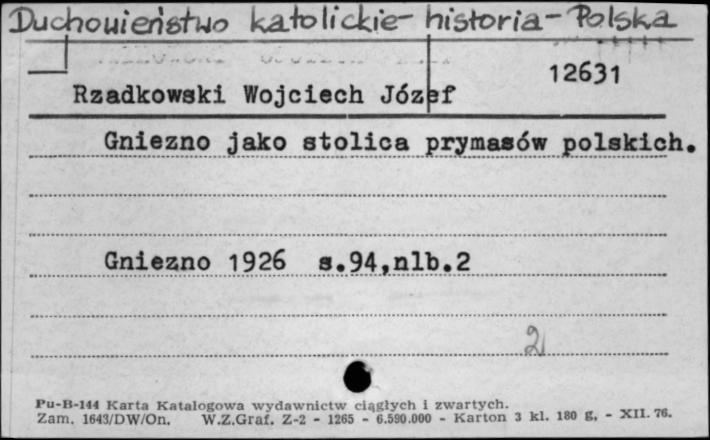 Duchowieństwo katolickie - historia - Polska
12631
Rzadkowski Wojciech Józef
Gniezno jako stolica prymasów polskich.
Gniezno 1926 s.94,nlb.2
2
Pu-B-144 Karta Katalogowa wydawnictw ciągłych i zwartych.
Zam. 1643/DW/On. W.Z.Graf. Z-2 - 1265 - 6.590.000 - Karton 3 kl. 180 g. - XII. 76.